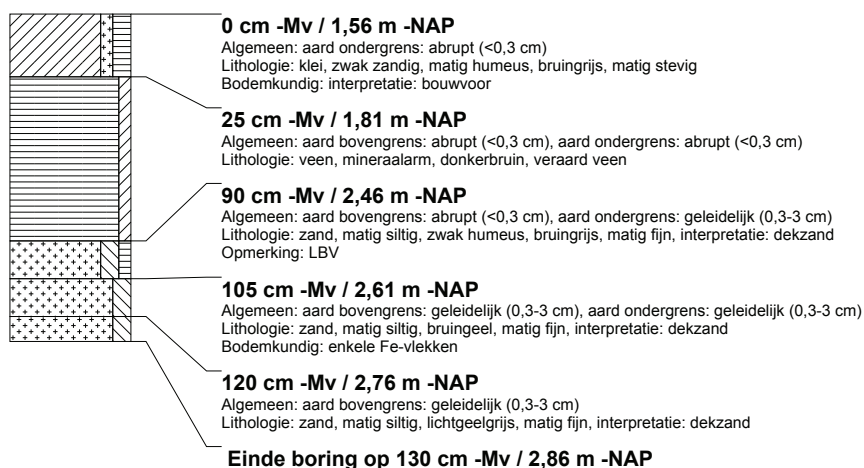 0 cm -Mv / 1,56 m -NAP
Algemeen: aard ondergrens: abrupt (<0,3 cm)
Lithologie: klei, zwak zandig, matig humeus, bruingrijs, matig stevig
Bodemkundig: interpretatie: bouwvoor
25 cm -Mv / 1,81 m -NAP
Algemeen: aard bovengrens: abrupt (<0,3 cm), aard ondergrens: abrupt (<0,3 cm)
Lithologie: veen, mineraalarm, donkerbruin, veraard veen
90 cm -Mv / 2,46 m -NAP
Algemeen: aard bovengrens: abrupt (<0,3 cm), aard ondergrens: geleidelijk (0,3-3 cm)
Lithologie: zand, matig siltig, zwak humeus, bruingrijs, matig fijn, interpretatie: dekzand
Opmerking: LBV
105 cm -Mv / 2,61 m -NAP
Algemeen: aard bovengrens: geleidelijk (0,3-3 cm), aard ondergrens: geleidelijk (0,3-3 cm)
Lithologie: zand, matig siltig, bruingeel, matig fijn, interpretatie: dekzand
Bodemkundig: enkele Fe-vlekken
120 cm -Mv / 2,76 m -NAP
Algemeen: aard bovengrens: geleidelijk (0,3-3 cm)
Lithologie: zand, matig siltig, lichtgeelgrijs, matig fijn, interpretatie: dekzand
Einde boring op 130 cm -Mv / 2,86 m -NAP